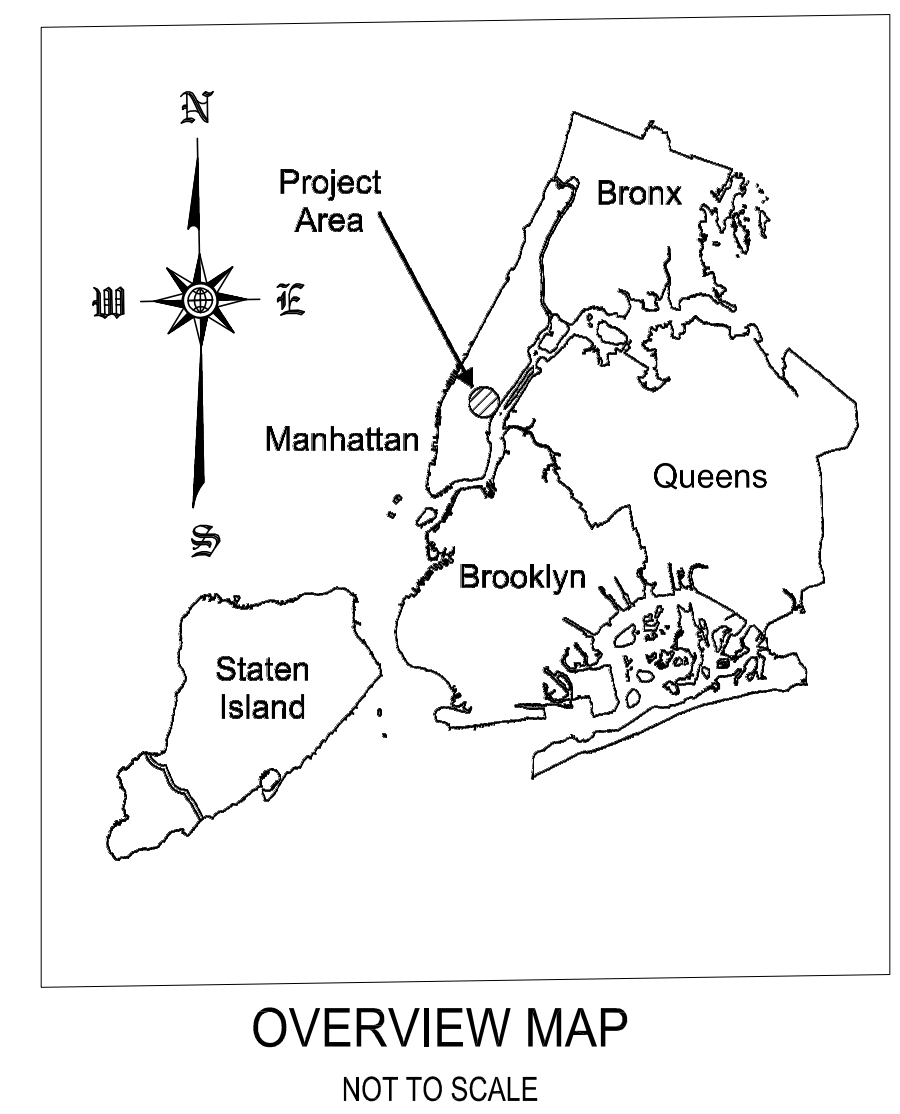 N
Project
Area
Bronx
W
E
Manhattan
Queens
S
Brooklyn
Staten
Island
OVERVIEW MAP
NOT TO SCALE